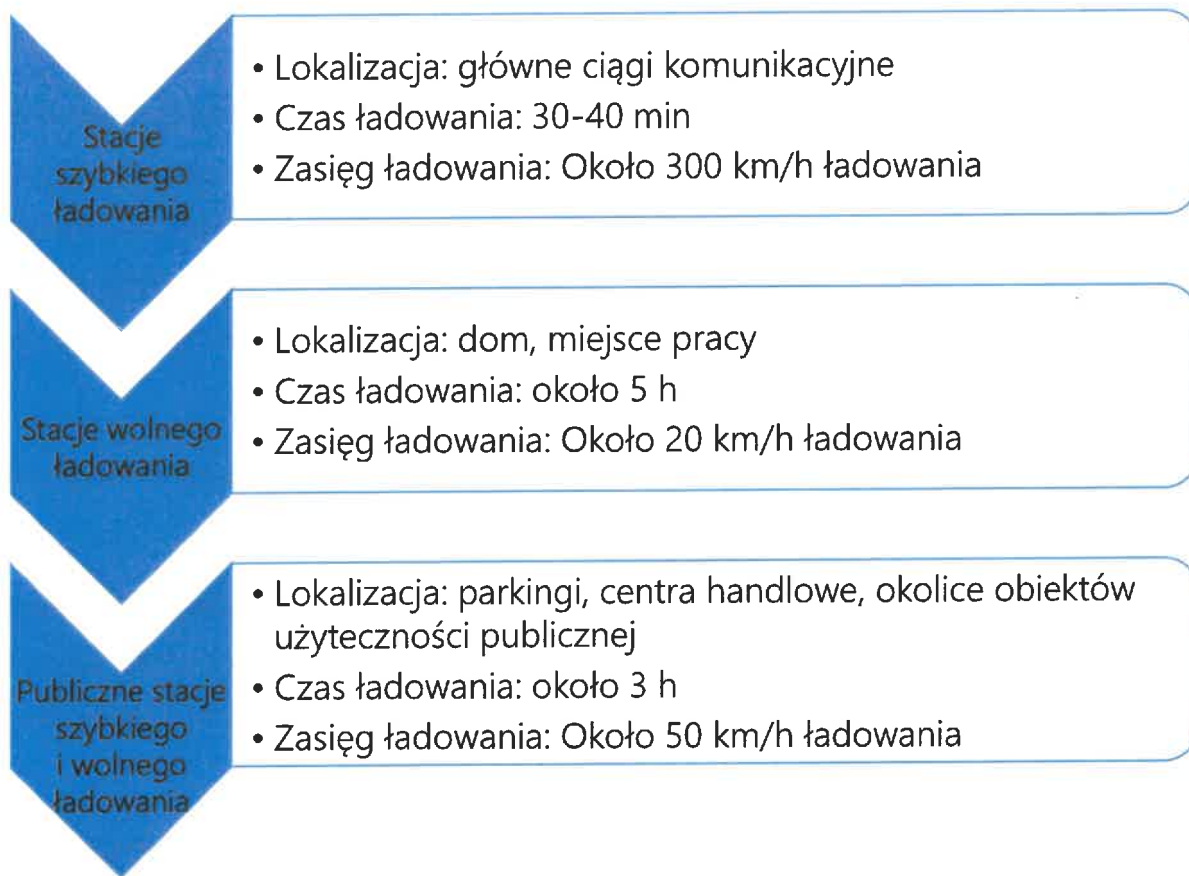 Stacje
szybkiego
ładowania
• Lokalizacja: główne ciągi komunikacyjne
• Czas ładowania: 30-40 min
• Zasięg ładowania: Około 300 km/h ładowania
Stacje wolnego
ładowania
• Lokalizacja: dom, miejsce pracy
• Czas ładowania: około 5 h
• Zasięg ładowania: Około 20 km/h ładowania
Publiczne stacje
szybkiego
i wolnego
ładowania
• Lokalizacja: parkingi, centra handlowe, okolice obiektów
użyteczności publicznej
• Czas ładowania: około 3 h
• Zasięg ładowania: Około 50 km/h ładowania